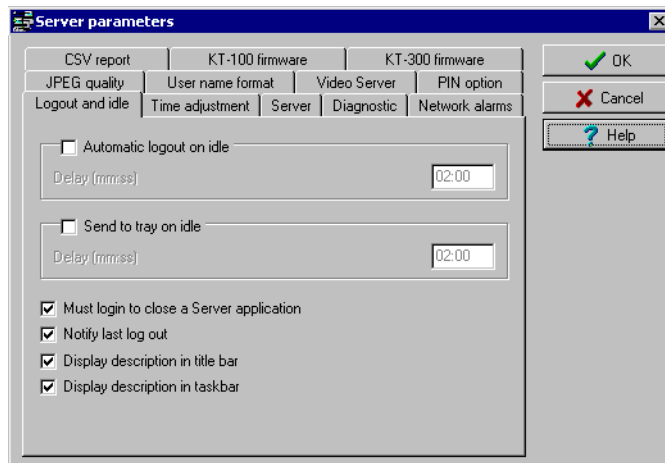 Server parameters
CSV report KT-100 firmware KT-300 firmware
JPEG quality User name format Video Server PIN option
Logout and idle Time adjustment Server Diagnostic Network alarms
OK
Cancel
Help
Automatic logout on idle
Delay (mm:ss) 02:00
Send to tray on idle
Delay (mm:ss) 02:00
Must login to close a Server application
Notify last log out
Display description in title bar
Display description in taskbar